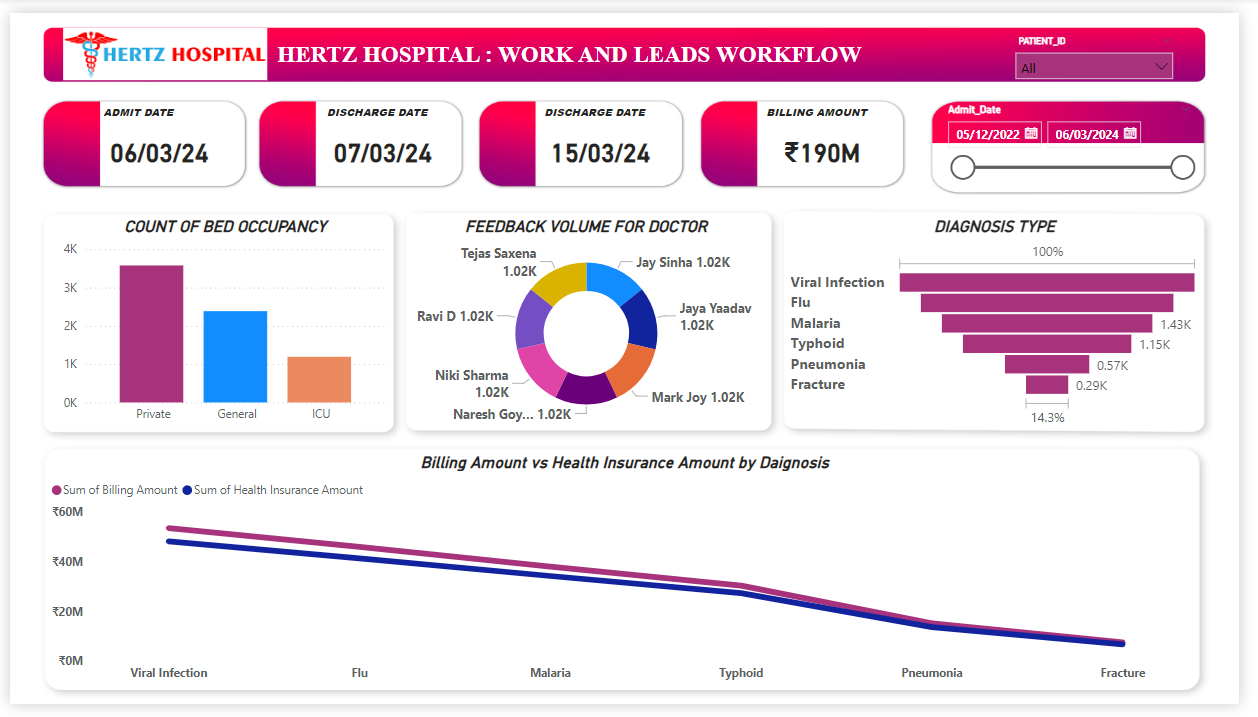 HERTZ HOSPITAL
HERTZ HOSPITAL : WORK AND LEADS WORKFLOW
PATIENT_ID
All
ADMIT DATE
06/03/24
DISCHARGE DATE
07/03/24
DISCHARGE DATE
15/03/24
BILLING AMOUNT
₹190M
Admit_Date
05/12/2022
06/03/2024
COUNT OF BED OCCUPANCY
4K
3K
2K
1K
0K
Private
General
ICU
FEEDBACK VOLUME FOR DOCTOR
Tejas Saxena
1.02K
Jay Sinha 1.02K
Ravi D 1.02K
Jaya Yaadav
1.02K
Niki Sharma
1.02K
Mark Joy 1.02K
Naresh Goy... 1.02K
DIAGNOSIS TYPE
100%
Viral Infection
Flu
Malaria 1.43K
Typhoid 1.15K
Pneumonia 0.57K
Fracture 0.29K
14.3%
Billing Amount vs Health Insurance Amount by Daignosis
Sum of Billing Amount Sum of Health Insurance Amount
₹60M
₹40M
₹20M
₹0M
Viral Infection
Flu
Malaria
Typhoid
Pneumonia
Fracture